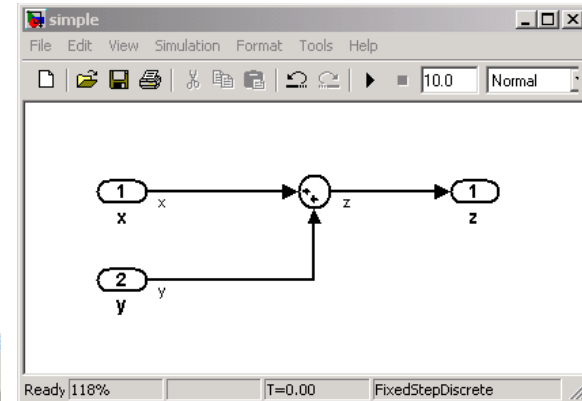 simple
File Edit View Simulation Format Tools Help
10.0 Normal
1 x z 1
x z
2 y
y
Ready 118% T=0.00 FixedStepDiscrete